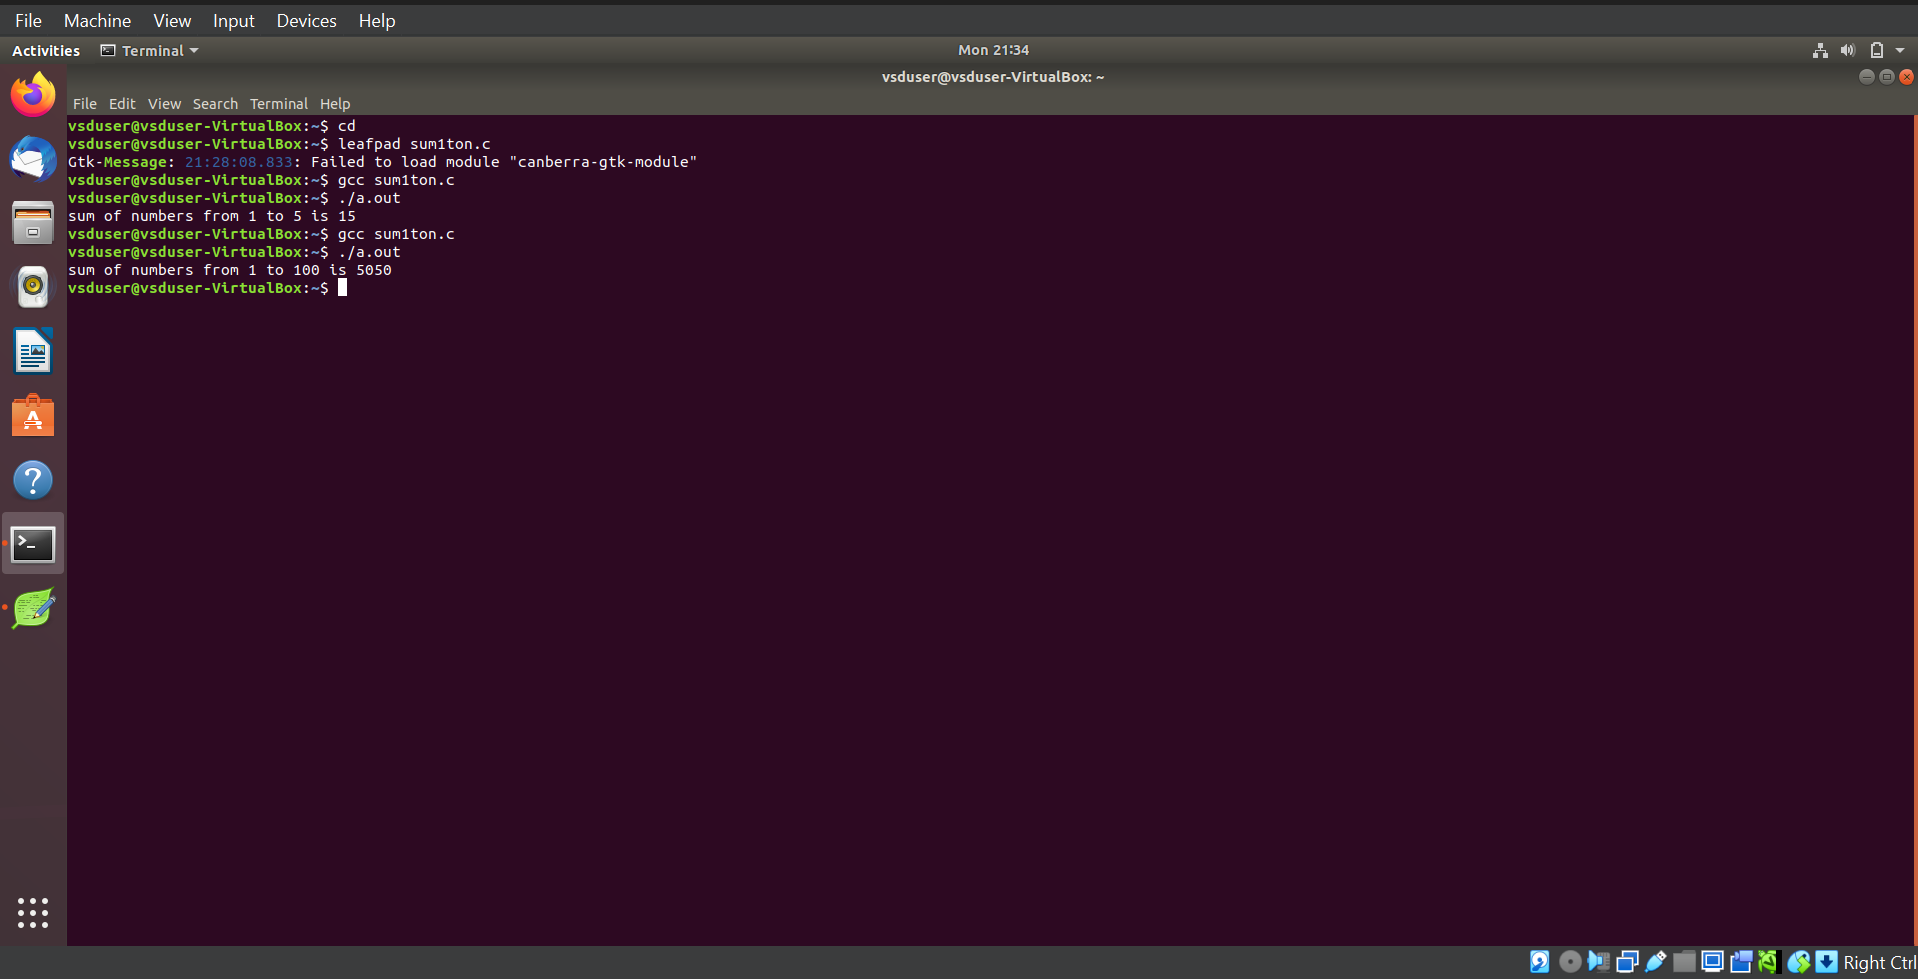 File Machine View Input Devices Help
Activities Terminal Mon 21:34
vsduser@vsduser-VirtualBox: ~
File Edit View Search Terminal Help
vsduser@vsduser-VirtualBox:~$ cd
vsduser@vsduser-VirtualBox:~$ leafpad sum1ton.c
Gtk-Message: 21:28:08.833: Failed to load module "canberra-gtk-module"
vsduser@vsduser-VirtualBox:~$ gcc sum1ton.c
vsduser@vsduser-VirtualBox:~$ ./a.out
sum of numbers from 1 to 5 is 15
vsduser@vsduser-VirtualBox:~$ gcc sum1ton.c
vsduser@vsduser-VirtualBox:~$ ./a.out
sum of numbers from 1 to 100 is 5050
vsduser@vsduser-VirtualBox:~$
Right Ctrl